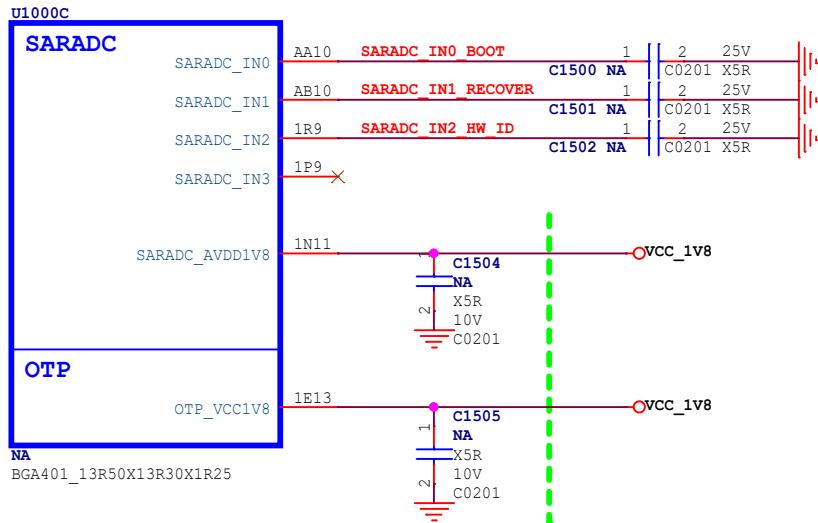 U1000C
SARADC
SARADC_IN0 AA10 SARADC_IN0_BOOT 1 2 25V
C1500 NA C0201 X5R
SARADC_IN1 AB10 SARADC_IN1_RECOVER 1 2 25V
C1501 NA C0201 X5R
SARADC_IN2 1R9 SARADC_IN2_HW_ID 1 2 25V
C1502 NA C0201 X5R
SARADC_IN3 1P9
SARADC_AVDD1V8 1N11 VCC_1V8
1 C1504
NA
X5R
2 10V
C0201
OTP
OTP_VCC1V8 1E13 VCC_1V8
C1505
1 NA
X5R
2 10V
C0201
NA
BGA401_13R50X13R30X1R25